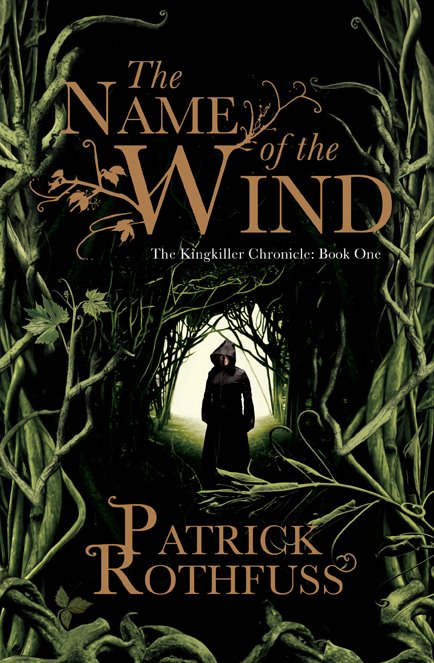 The
NAME
of the
WIND
The Kingkiller Chronicle: Book One
PATRICK
ROTHFUSS